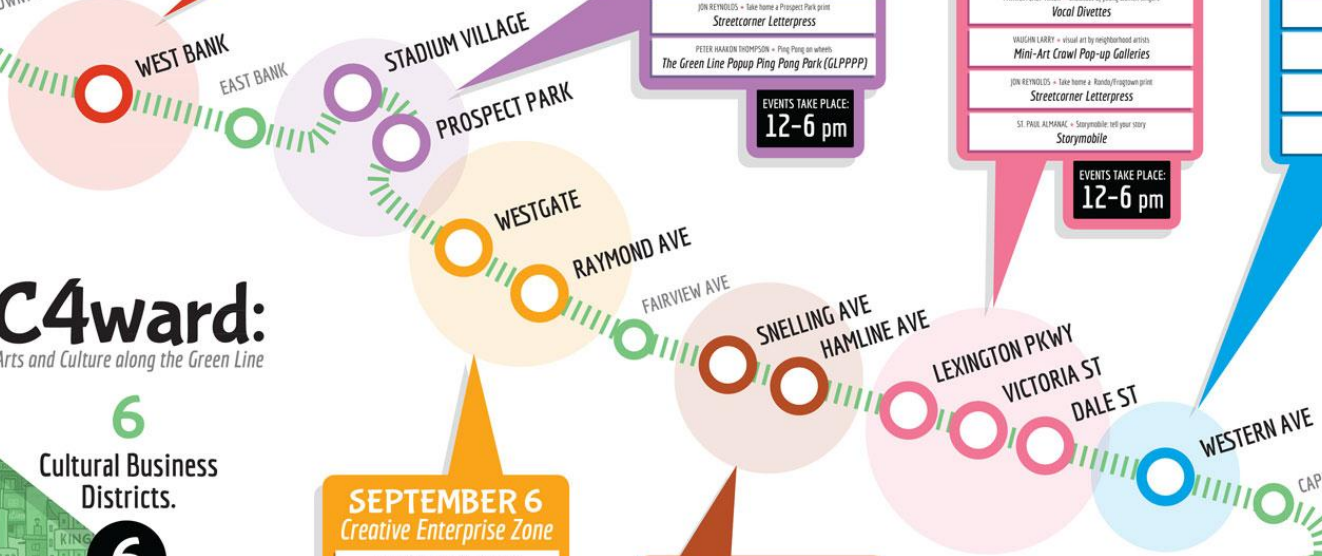 WEST BANK
EAST BANK
STADIUM VILLAGE
PROSPECT PARK
WESTGATE
RAYMOND AVE
FAIRVIEW AVE
SNELLING AVE
HAMLINE AVE
LEXINGTON PKWY
VICTORIA ST
DALE ST
WESTERN AVE
CAP
JON REYNOLDS • Take home a Prospect Park print
Streetcorner Letterpress
PETER HAAKON THOMPSON • Ping Pong on wheels
The Green Line Popup Ping Pong Park (GLPPPP)
EVENTS TAKE PLACE:
12-6 pm
Vocal Divettes
VAUGHN LARRY • visual art by neighborhood artists
Mini-Art Crawl Pop-up Galleries
JON REYNOLDS • Take home a Rondo/Frogtown print
Streetcorner Letterpress
ST. PAUL ALMANAC • Storymobile: tell your story
Storymobile
EVENTS TAKE PLACE:
12-6 pm
C4ward:
Arts and Culture along the Green Line
6
Cultural Business
Districts.
6
KING
SEPTEMBER 6
Creative Enterprise Zone